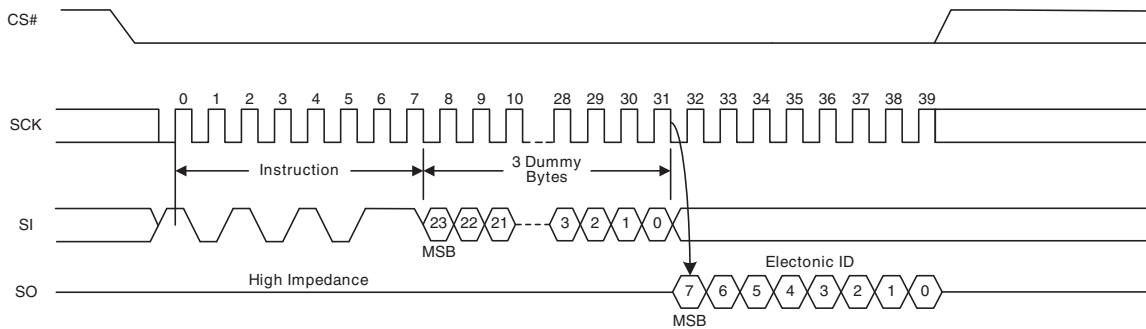 CS#
0 1 2 3 4 5 6 7 8 9 10 28 29 30 31 32 33 34 35 36 37 38 39
SCK
Instruction
3 Dummy
Bytes
SI
23 22 21 3 2 1 0
MSB
High Impedance
Electonic ID
SO
7 6 5 4 3 2 1 0
MSB